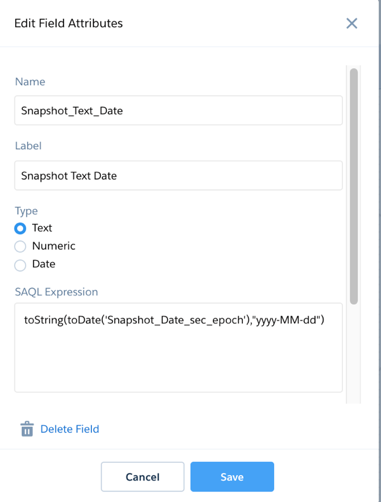 Edit Field Attributes
Name
Snapshot_Text_Date
Label
Snapshot Text Date
Type
Text
Numeric
Date
SAQL Expression
toString(toDate('Snapshot_Date_sec_epoch'),"yyyy-MM-dd")
Delete Field
Cancel
Save